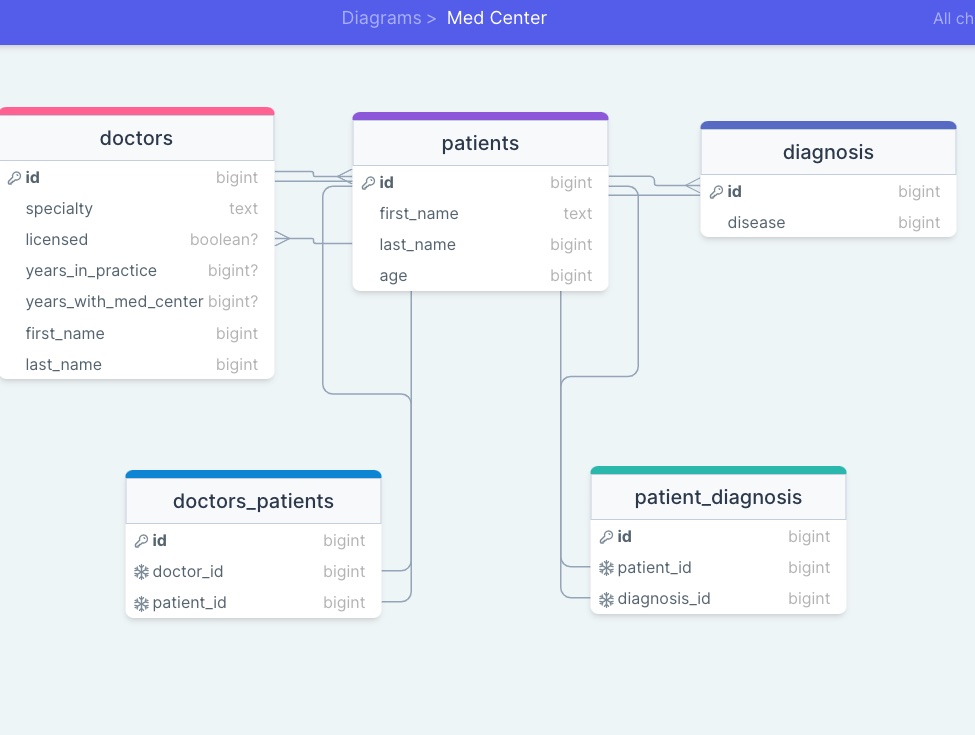 Diagrams > Med Center
All ch
doctors
id bigint
specialty text
licensed boolean?
years_in_practice bigint?
years_with_med_center bigint?
first_name bigint
last_name bigint
patients
id bigint
first_name text
last_name bigint
age bigint
diagnosis
id bigint
disease bigint
doctors_patients
id bigint
doctor_id bigint
patient_id bigint
patient_diagnosis
id bigint
patient_id bigint
diagnosis_id bigint